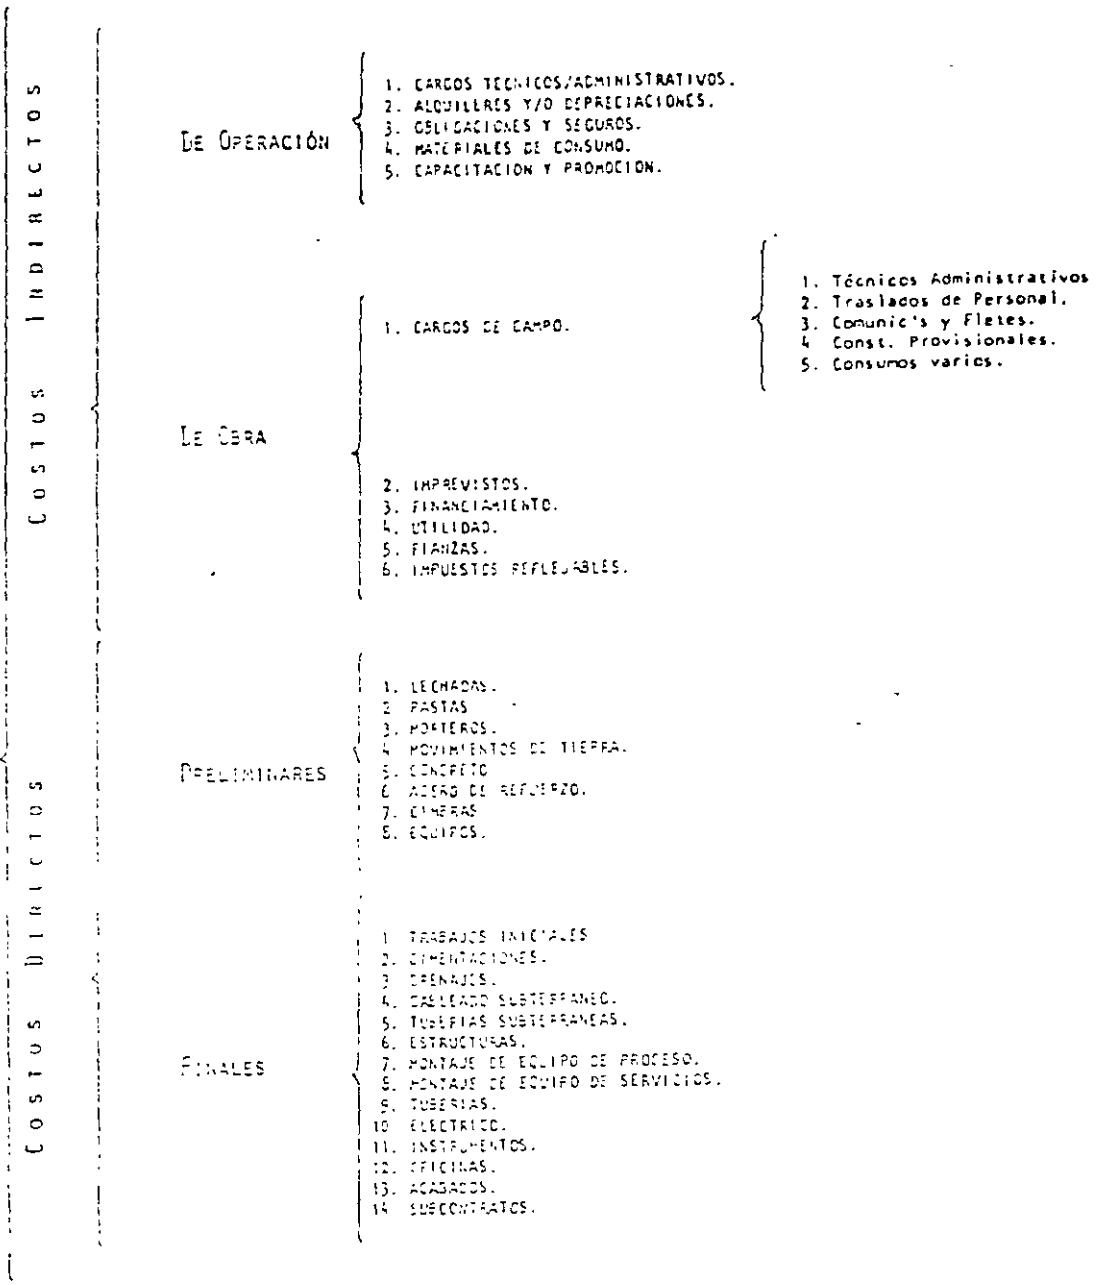 COSTOS INDIRECTOS
DE OPERACIÓN
1. CARGOS TECNICOS/ADMINISTRATIVOS.
2. ALQUILERES Y/O DEPRECIACIONES.
3. OBLIGACIONES Y SEGUROS.
4. MATERIALES DE CONSUMO.
5. CAPACITACION Y PROMOCION.
DE OBRA
1. CARGOS DE CAMPO.
1. Técnicos Administrativos
2. Traslados de Personal.
3. Comunic's y Fletes.
4 Const. Provisionales.
5. Consumos varios.
2. IMPREVISTOS.
3. FINANCIAMIENTO.
4. UTILIDAD.
5. FIANZAS.
6. IMPUESTOS REFLEJABLES.
COSTOS DIRECTOS
PRELIMINARES
1. LECHADAS.
2 PASTAS
3. MORTEROS.
4 MOVIMIENTOS DE TIERRA.
5. CONCRETO
6 ACERO DE REFUERZO.
7. CIMBRAS
8. EQUIPOS.
FINALES
1 TRABAJOS INICIALES
2. CIMENTACIONES.
3 DRENAJES.
4. CABLEADO SUBTERRANEO.
5. TUBERIAS SUBTERRANEAS.
6. ESTRUCTURAS.
7. MONTAJE DE EQUIPO DE PROCESO.
8. MONTAJE DE EQUIPO DE SERVICIOS.
9. TUBERIAS.
10 ELECTRICO.
11. INSTRUMENTOS.
12. OFICINAS.
13. ACABADOS.
14 SUBCONTRATOS.